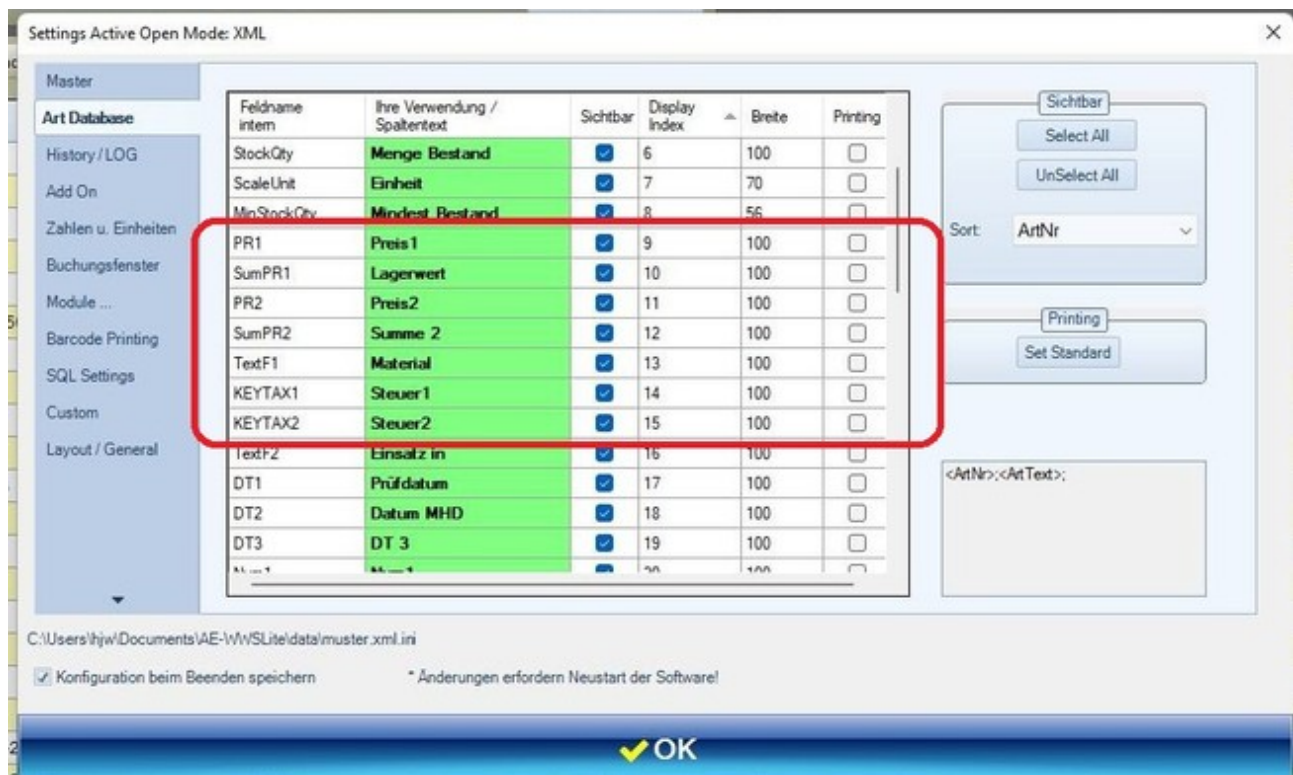 Settings Active Open Mode: XML
Master
Art Database
History / LOG
Add On
Zahlen u. Einheiten
Buchungsfenster
Module ...
Barcode Printing
SQL Settings
Custom
Layout / General
Feldname intern Ihre Verwendung / Spaltentext Sichtbar Display Index Breite Printing
StockQty Menge Bestand 6 100
ScaleUnit Einheit 7 70
MinStockQty Mindest Bestand 8 56
PR1 Preis1 9 100
SumPR1 Lagerwert 10 100
PR2 Preis2 11 100
SumPR2 Summe 2 12 100
TextF1 Material 13 100
KEYTAX1 Steuer1 14 100
KEYTAX2 Steuer2 15 100
TextF2 Einsatz in 16 100
DT1 Prüfdatum 17 100
DT2 Datum MHD 18 100
DT3 DT 3 19 100
Num1 Num1 20 100
Sichtbar
Select All
UnSelect All
Sort: ArtNr
Printing
Set Standard
<ArtNr>;<ArtText>;
C:\Users\hjw\Documents\AE-WWSLite\data\muster.xml.ini
Konfiguration beim Beenden speichern
* Änderungen erfordern Neustart der Software!
OK